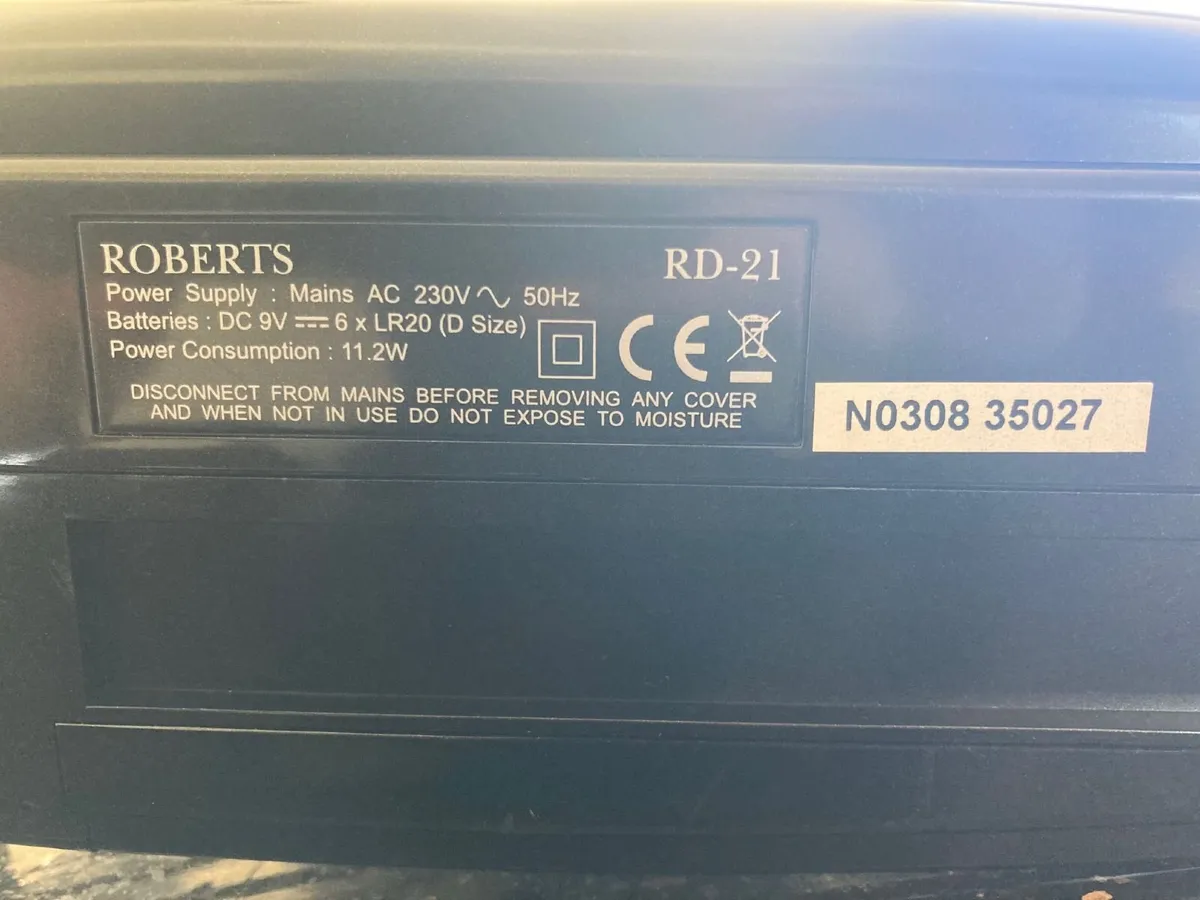 ROBERTS RD-21
Power Supply : Mains AC 230V 50Hz
Batteries : DC 9V 6 x LR20 (D Size)
Power Consumption : 11.2W
CE
DISCONNECT FROM MAINS BEFORE REMOVING ANY COVER
AND WHEN NOT IN USE DO NOT EXPOSE TO MOISTURE
N0308 35027